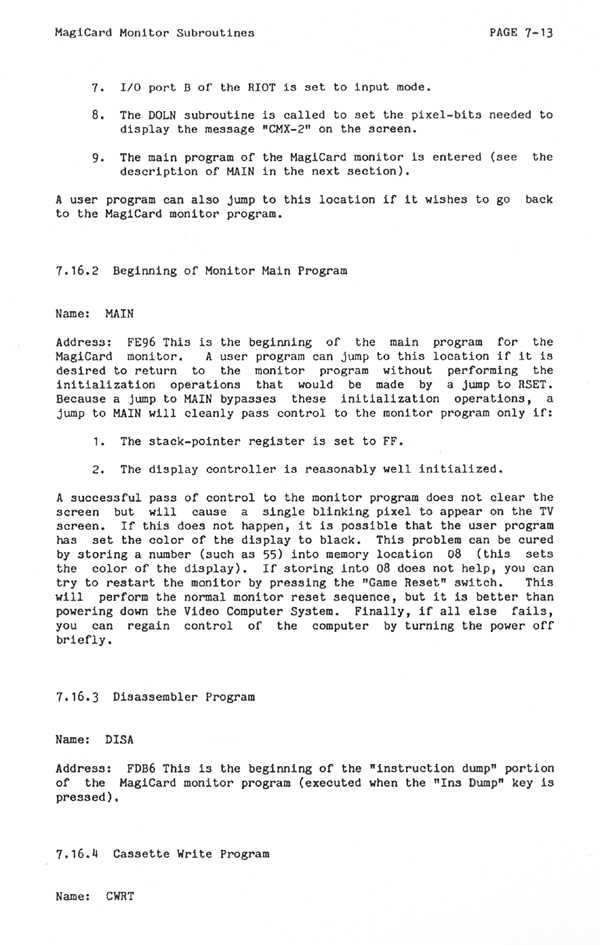 MagiCard Monitor Subroutines PAGE 7-13
7. I/O port B of the RIOT is set to input mode.
8. The DOLN subroutine is called to set the pixel-bits needed to
display the message "CMX-2" on the screen.
9. The main program of the MagiCard monitor is entered (see the
description of MAIN in the next section).
A user program can also jump to this location if it wishes to go back
to the MagiCard monitor program.
7.16.2 Beginning of Monitor Main Program
Name: MAIN
Address: FE96 This is the beginning of the main program for the
MagiCard monitor. A user program can jump to this location if it is
desired to return to the monitor program without performing the
initialization operations that would be made by a jump to RSET.
Because a jump to MAIN bypasses these initialization operations, a
jump to MAIN will cleanly pass control to the monitor program only if:
1. The stack-pointer register is set to FF.
2. The display controller is reasonably well initialized.
A successful pass of control to the monitor program does not clear the
screen but will cause a single blinking pixel to appear on the TV
screen. If this does not happen, it is possible that the user program
has set the color of the display to black. This problem can be cured
by storing a number (such as 55) into memory location 08 (this sets
the color of the display). If storing into 08 does not help, you can
try to restart the monitor by pressing the "Game Reset" switch. This
will perform the normal monitor reset sequence, but it is better than
powering down the Video Computer System. Finally, if all else fails,
you can regain control of the computer by turning the power off
briefly.
7.16.3 Disassembler Program
Name: DISA
Address: FDB6 This is the beginning of the "instruction dump" portion
of the MagiCard monitor program (executed when the "Ins Dump" key is
pressed).
7.16.4 Cassette Write Program
Name: CWRT